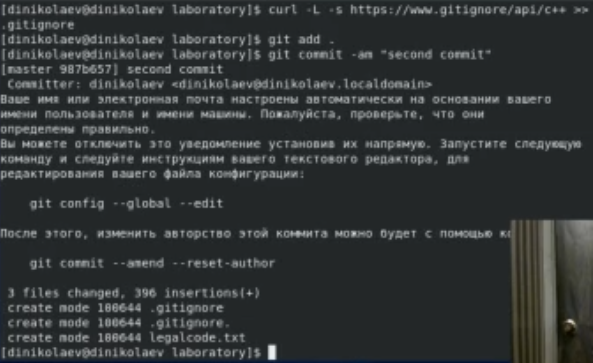 [dinikolaev@dinikolaev laboratory]$ curl -L -s https://www.gitignore/api/c++ >>
.gitignore
[dinikolaev@dinikolaev laboratory]$ git add .
[dinikolaev@dinikolaev laboratory]$ git commit -am "second commit"
[master 987b657] second commit
Committer: dinikolaev <dinikolaev@dinikolaev.localdomain>
Ваше имя или электронная почта настроены автоматически на основании вашего
имени пользователя и имени машины. Пожалуйста, проверьте, что они
определены правильно.
Вы можете отключить это уведомление установив их напрямую. Запустите следующую
команду и следуйте инструкциям вашего текстового редактора, для
редактирования вашего файла конфигурации:
git config --global --edit
После этого, изменить авторство этой коммита можно будет с помощью
git commit --amend --reset-author
3 files changed, 396 insertions(+)
create mode 100644 .gitignore
create mode 100644 .gitignore.
create mode 100644 legalcode.txt
[dinikolaev@dinikolaev laboratory]$